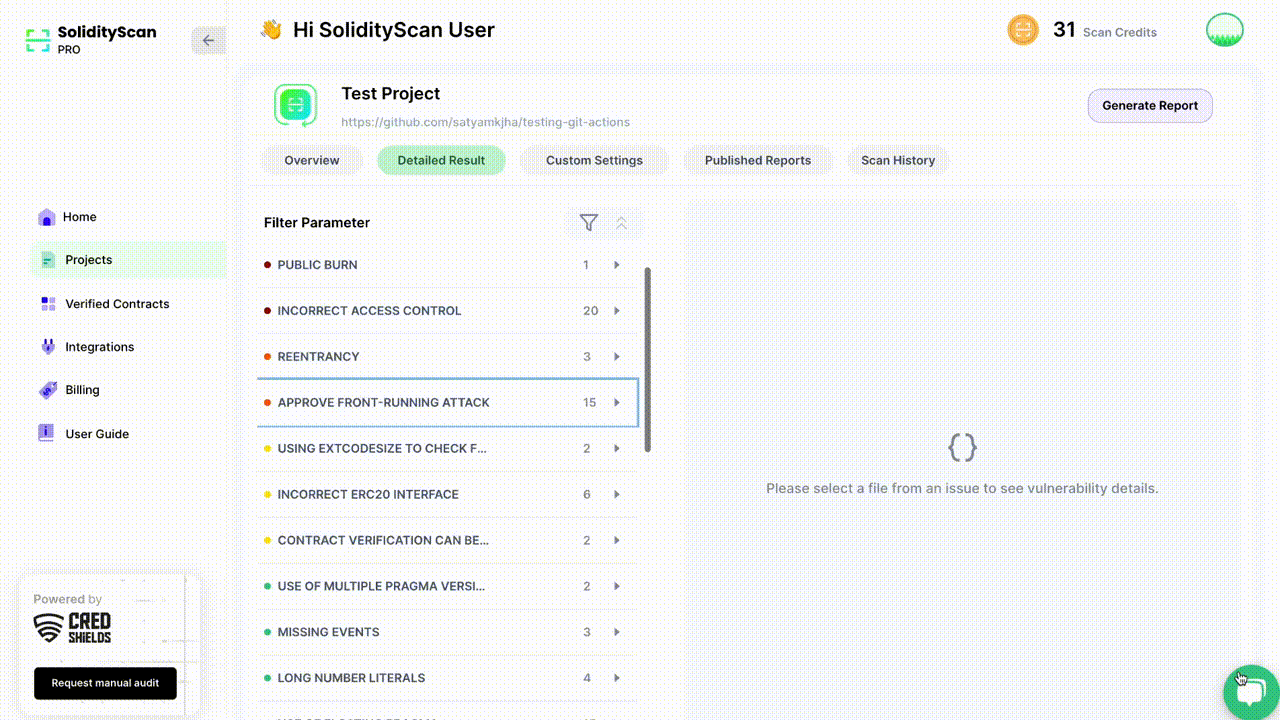 SolidityScan
PRO
👋 Hi SolidityScan User
31 Scan Credits
Test Project
https://github.com/satyamkjha/testing-git-actions
Generate Report
Overview
Detailed Result
Custom Settings
Published Reports
Scan History
Home
Projects
Verified Contracts
Integrations
Billing
User Guide
Filter Parameter
PUBLIC BURN 1
INCORRECT ACCESS CONTROL 20
REENTRANCY 3
APPROVE FRONT-RUNNING ATTACK 15
USING EXTCODESIZE TO CHECK F... 2
INCORRECT ERC20 INTERFACE 6
CONTRACT VERIFICATION CAN BE... 2
USE OF MULTIPLE PRAGMA VERSI... 2
MISSING EVENTS 3
LONG NUMBER LITERALS 4
{}
Please select a file from an issue to see vulnerability details.
Powered by
CRED
SHIELDS
Request manual audit